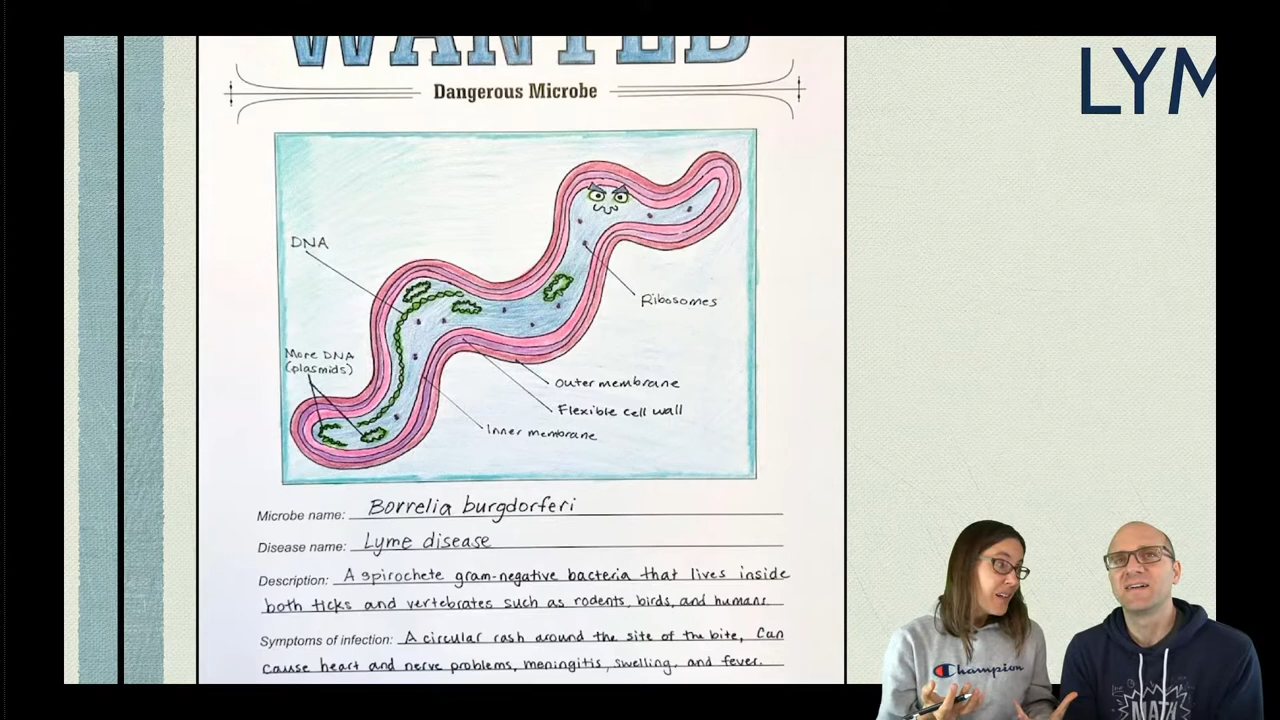 WANTED
LYM
Dangerous Microbe
DNA
Ribosomes
More DNA
(plasmids)
Outer membrane
Flexible cell wall
Inner membrane
Microbe name: Borrelia burgdorferi
Disease name: Lyme disease
Description: A spirochete gram-negative bacteria that lives inside
both ticks and vertebrates such as rodents, birds, and humans
Symptoms of infection: A circular rash around the site of the bite, Can
cause heart and nerve problems, meningitis, swelling, and fever.
Champion
MATH